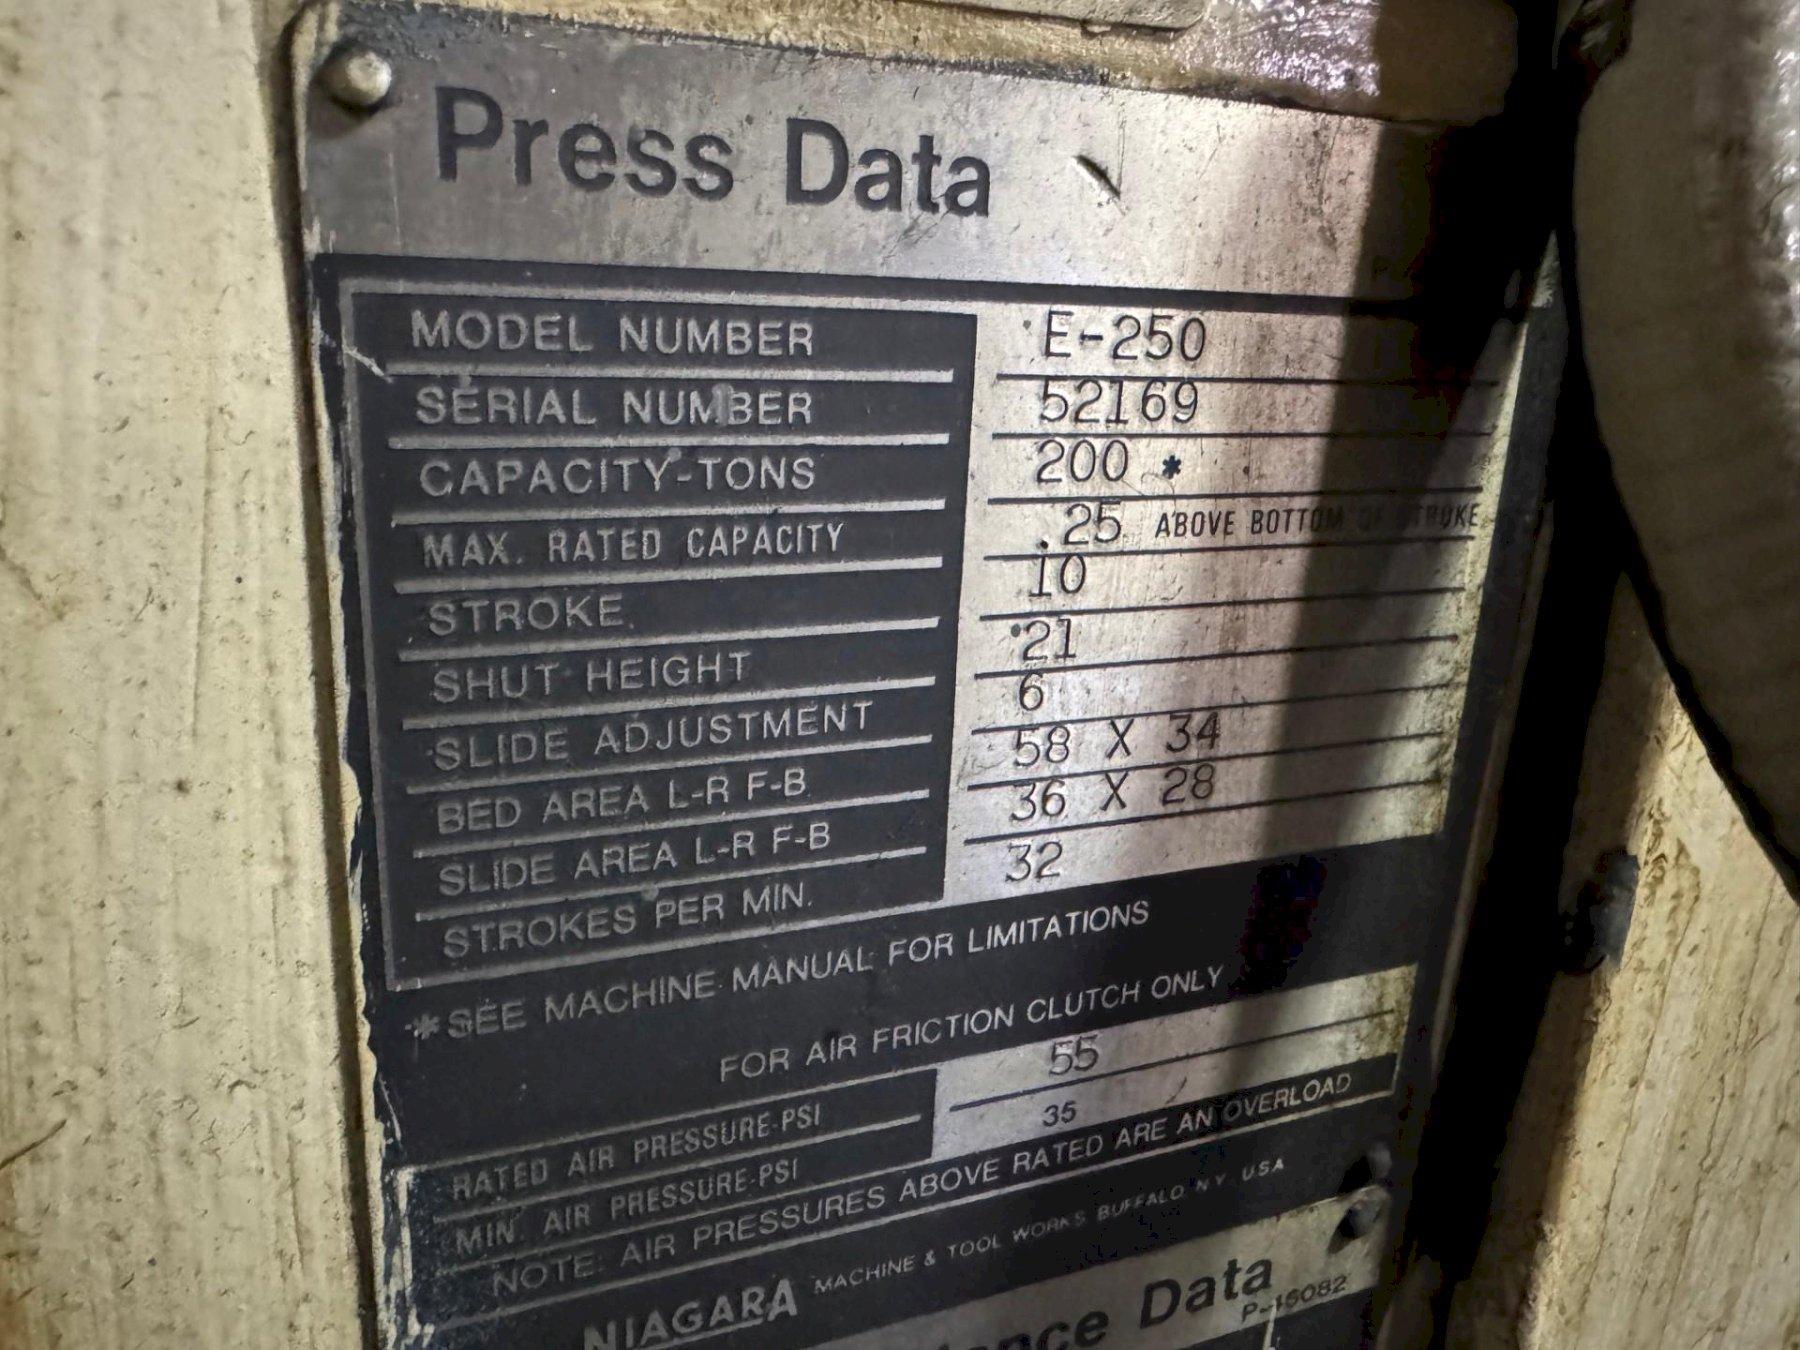 Press Data
MODEL NUMBER E-250
SERIAL NUMBER 52169
CAPACITY-TONS 200 *
MAX. RATED CAPACITY .25 ABOVE BOTTOM OF STROKE
STROKE 10
SHUT HEIGHT 21
SLIDE ADJUSTMENT 6
BED AREA L-R F-B 58 X 34
SLIDE AREA L-R F-B 36 X 28
STROKES PER MIN. 32
*SEE MACHINE MANUAL FOR LIMITATIONS
FOR AIR FRICTION CLUTCH ONLY
RATED AIR PRESSURE-PSI 55
MIN. AIR PRESSURE-PSI 35
NOTE: AIR PRESSURES ABOVE RATED ARE AN OVERLOAD
NIAGARA MACHINE & TOOL WORKS BUFFALO N.Y. USA
Data
P-16082